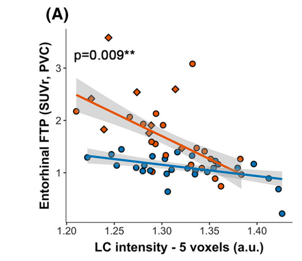 (A)
Entorhinal FTP (SUVr, PVC)
p=0.009**
3
2
1
1.20 1.25 1.30 1.35 1.40
LC intensity - 5 voxels (a.u.)